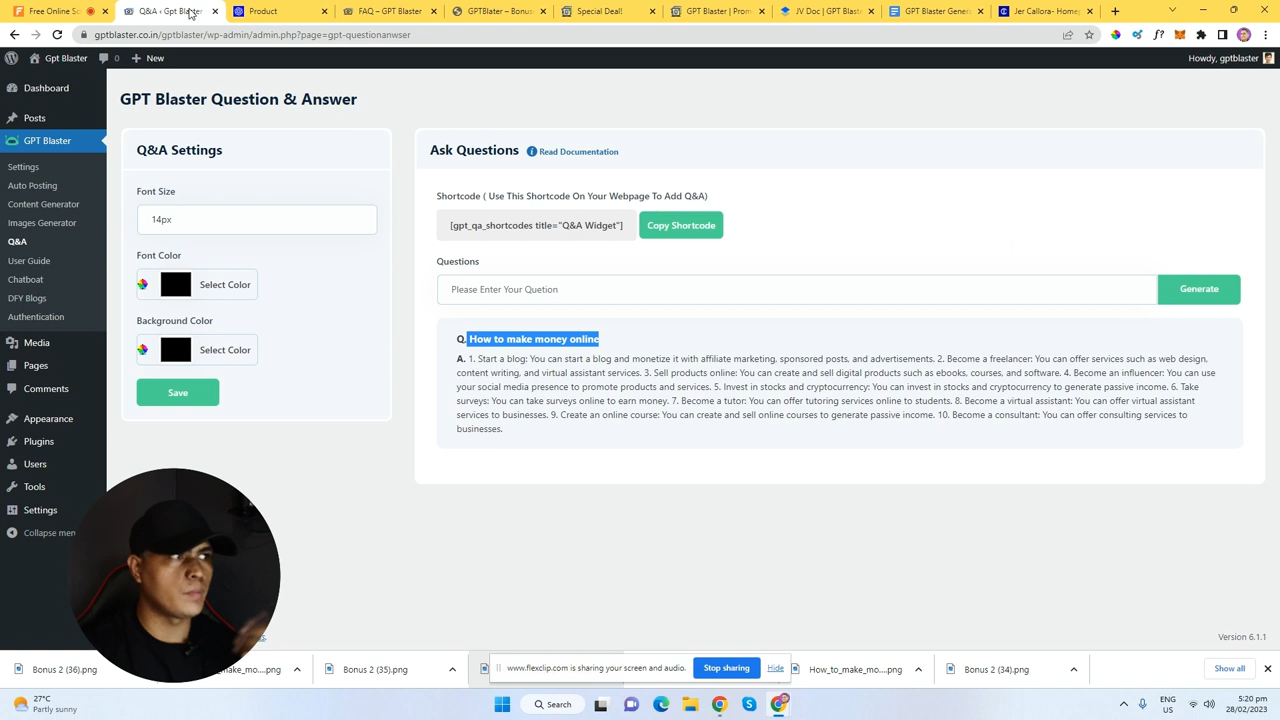 Free Online Sc
Q&A ‹ Gpt Blaster
Product
FAQ – GPT Blaster
GPTBlater - Bonus
Special Deal!
GPT Blaster | Prom
JV Doc | GPT Blaste
GPT Blaster Gener
Jer Callora- Home
gptblaster.co.in/gptblaster/wp-admin/admin.php?page=gpt-questionanwser
Gpt Blaster
0
New
Howdy, gptblaster
Dashboard
Posts
GPT Blaster
Settings
Auto Posting
Content Generator
Images Generator
Q&A
User Guide
Chatboat
DFY Blogs
Authentication
Media
Pages
Comments
Appearance
Plugins
Users
Tools
Settings
Collapse men
GPT Blaster Question & Answer
Q&A Settings
Font Size
14px
Font Color
Select Color
Background Color
Select Color
Save
Ask Questions
Read Documentation
Shortcode ( Use This Shortcode On Your Webpage To Add Q&A)
[gpt_qa_shortcodes title="Q&A Widget"]
Copy Shortcode
Questions
Please Enter Your Quetion
Generate
Q. How to make money online
A. 1. Start a blog: You can start a blog and monetize it with affiliate marketing, sponsored posts, and advertisements. 2. Become a freelancer: You can offer services such as web design,
content writing, and virtual assistant services. 3. Sell products online: You can create and sell digital products such as ebooks, courses, and software. 4. Become an influencer: You can use
your social media presence to promote products and services. 5. Invest in stocks and cryptocurrency: You can invest in stocks and cryptocurrency to generate passive income. 6. Take
surveys: You can take surveys online to earn money. 7. Become a tutor: You can offer tutoring services online to students. 8. Become a virtual assistant: You can offer virtual assistant
services to businesses. 9. Create an online course: You can create and sell online courses to generate passive income. 10. Become a consultant: You can offer consulting services to
businesses.
Version 6.1.1
Bonus 2 (36).png
_make_mo....png
Bonus 2 (35).png
www.flexclip.com is sharing your screen and audio.
Stop sharing
Hide
How_to_make_mo....png
Bonus 2 (34).png
Show all
27°C
Partly sunny
Search
ENG
US
5:20 pm
28/02/2023